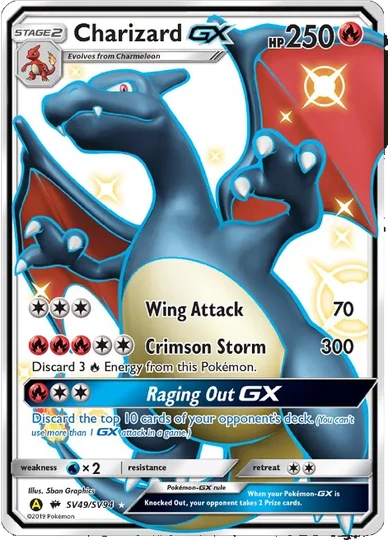 STAGE2 Charizard GX HP250
Evolves from Charmeleon
Wing Attack 70
Crimson Storm 300
Discard 3 Energy from this Pokémon.
Raging Out GX
Discard the top 10 cards of your opponent's deck. (You can't
use more than 1 GX attack in a game.)
weakness ×2 resistance retreat
Illus. 5ban Graphics
Pokémon-GX rule
When your Pokémon-GX is
Knocked Out, your opponent takes 2 Prize cards.
A SV49/SV94
©2019 Pokémon